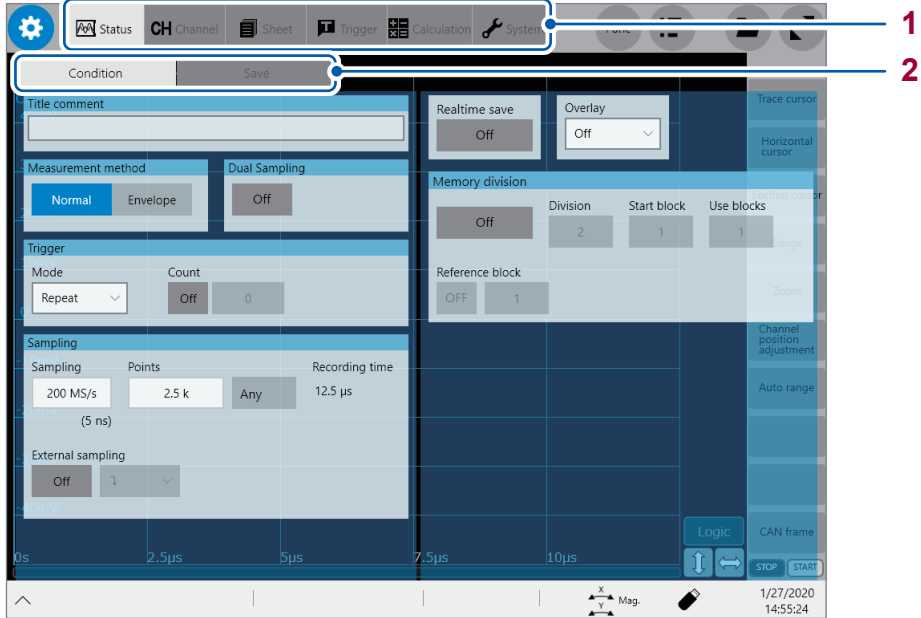 Status CH Channel Sheet Trigger Calculation System 1
Condition Save 2
Title comment
Realtime save Overlay
Off Off
Trace cursor
Horizontal
cursor
Measurement method Dual Sampling
Normal Envelope Off
Memory division
Division Start block Use blocks
Off 2 1 1
Section cursor
Gauge
Trigger
Mode Count
Repeat Off 0
Reference block
OFF 1
Zoom
Channel
position
adjustment
Sampling
Sampling Points Recording time
200 MS/s 2.5 k Any 12.5 µs
(5 ns)
Auto range
External sampling
Off
Logic CAN frame
0s 2.5µs 5µs 7.5µs 10µs
STOP START
X
Y Mag.
1/27/2020
14:55:24